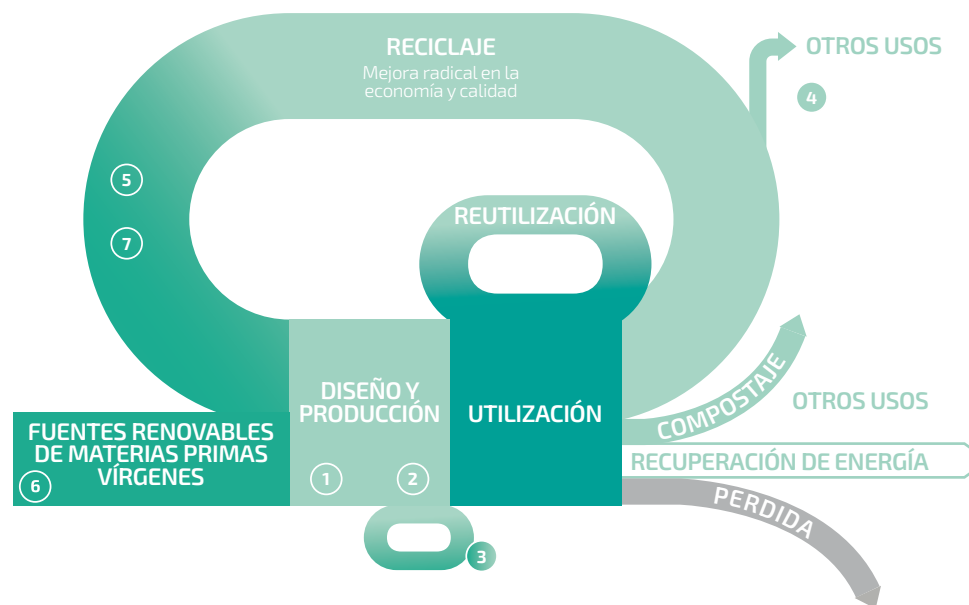 RECICLAJE
Mejora radical en la
economía y calidad
OTROS USOS
4
5
7
REUTILIZACIÓN
DISEÑO Y
PRODUCCIÓN
1
2
UTILIZACIÓN
FUENTES RENOVABLES
DE MATERIAS PRIMAS
VÍRGENES
6
3
COMPOSTAJE
OTROS USOS
RECUPERACIÓN DE ENERGÍA
PERDIDA